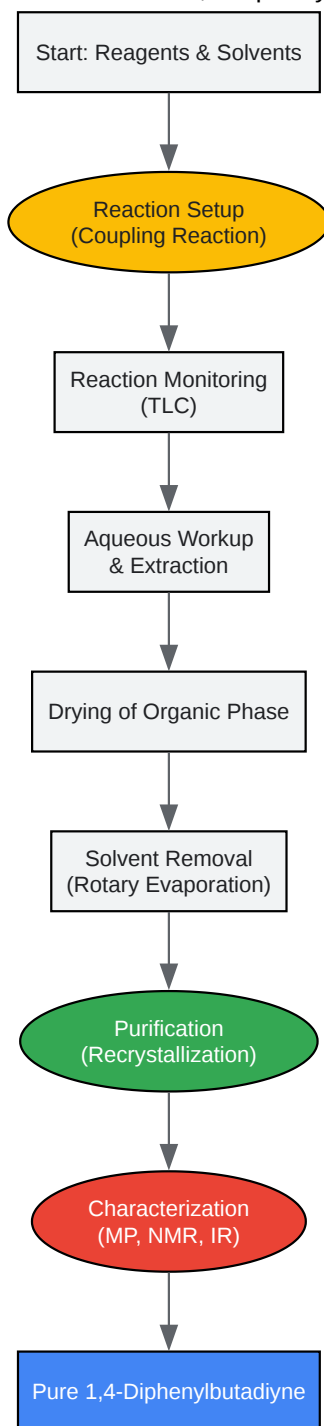 Start: Reagents & Solvents
Reaction Setup
(Coupling Reaction)
Reaction Monitoring
(TLC)
Aqueous Workup
& Extraction
Drying of Organic Phase
Solvent Removal
(Rotary Evaporation)
Purification
(Recrystallization)
Characterization
(MP, NMR, IR)
Pure 1,4-Diphenylbutadiyne